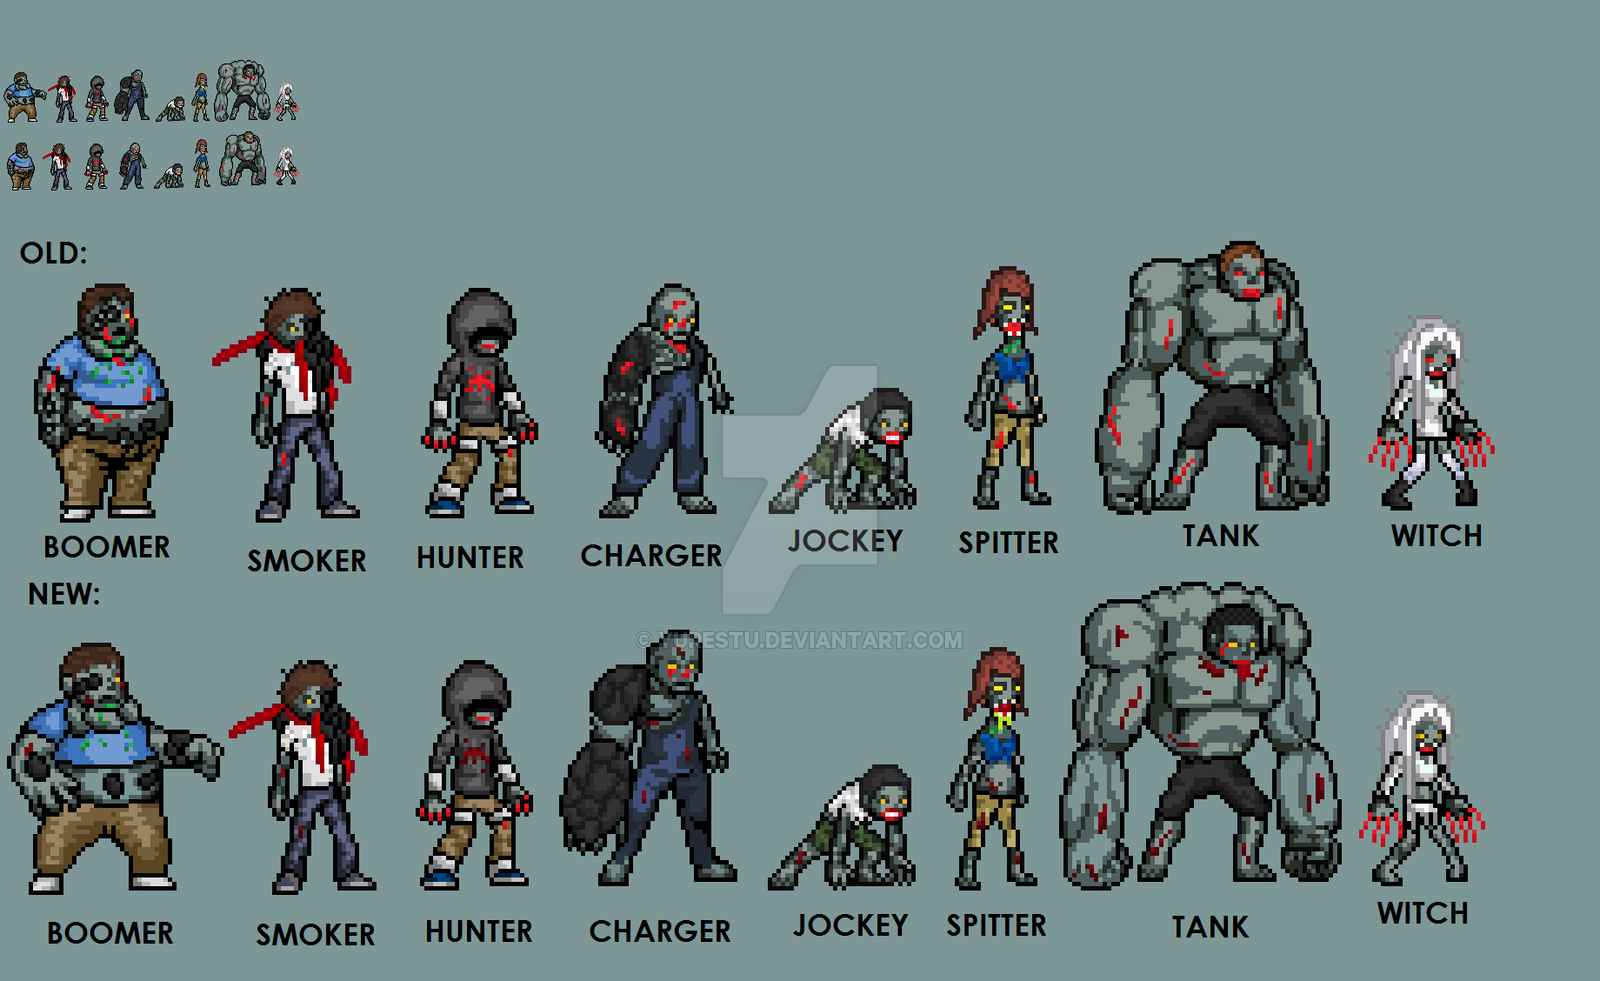 OLD:
BOOMER
SMOKER
HUNTER
CHARGER
JOCKEY
SPITTER
TANK
WITCH
NEW:
BOOMER
SMOKER
HUNTER
CHARGER
JOCKEY
SPITTER
TANK
WITCH